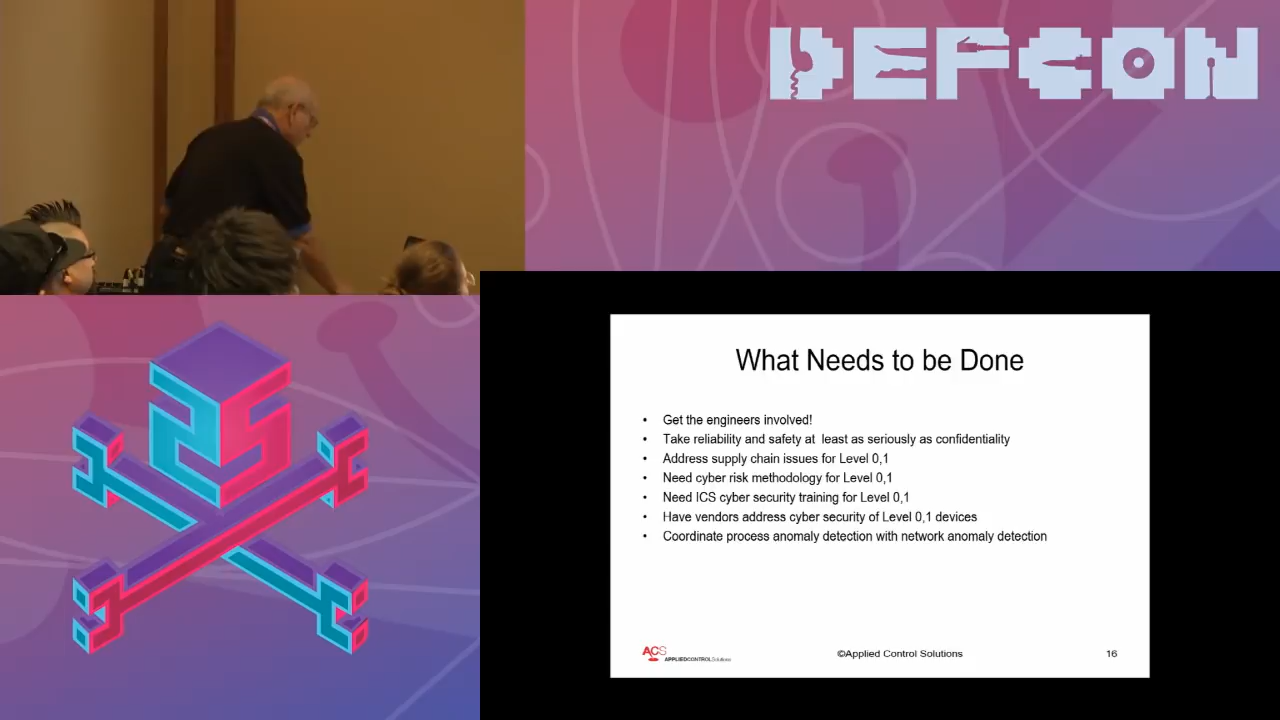 DEFCON
25
What Needs to be Done
• Get the engineers involved!
• Take reliability and safety at least as seriously as confidentiality
• Address supply chain issues for Level 0,1
• Need cyber risk methodology for Level 0,1
• Need ICS cyber security training for Level 0,1
• Have vendors address cyber security of Level 0,1 devices
• Coordinate process anomaly detection with network anomaly detection
ACS APPLIEDCONTROLSolutions
©Applied Control Solutions
16